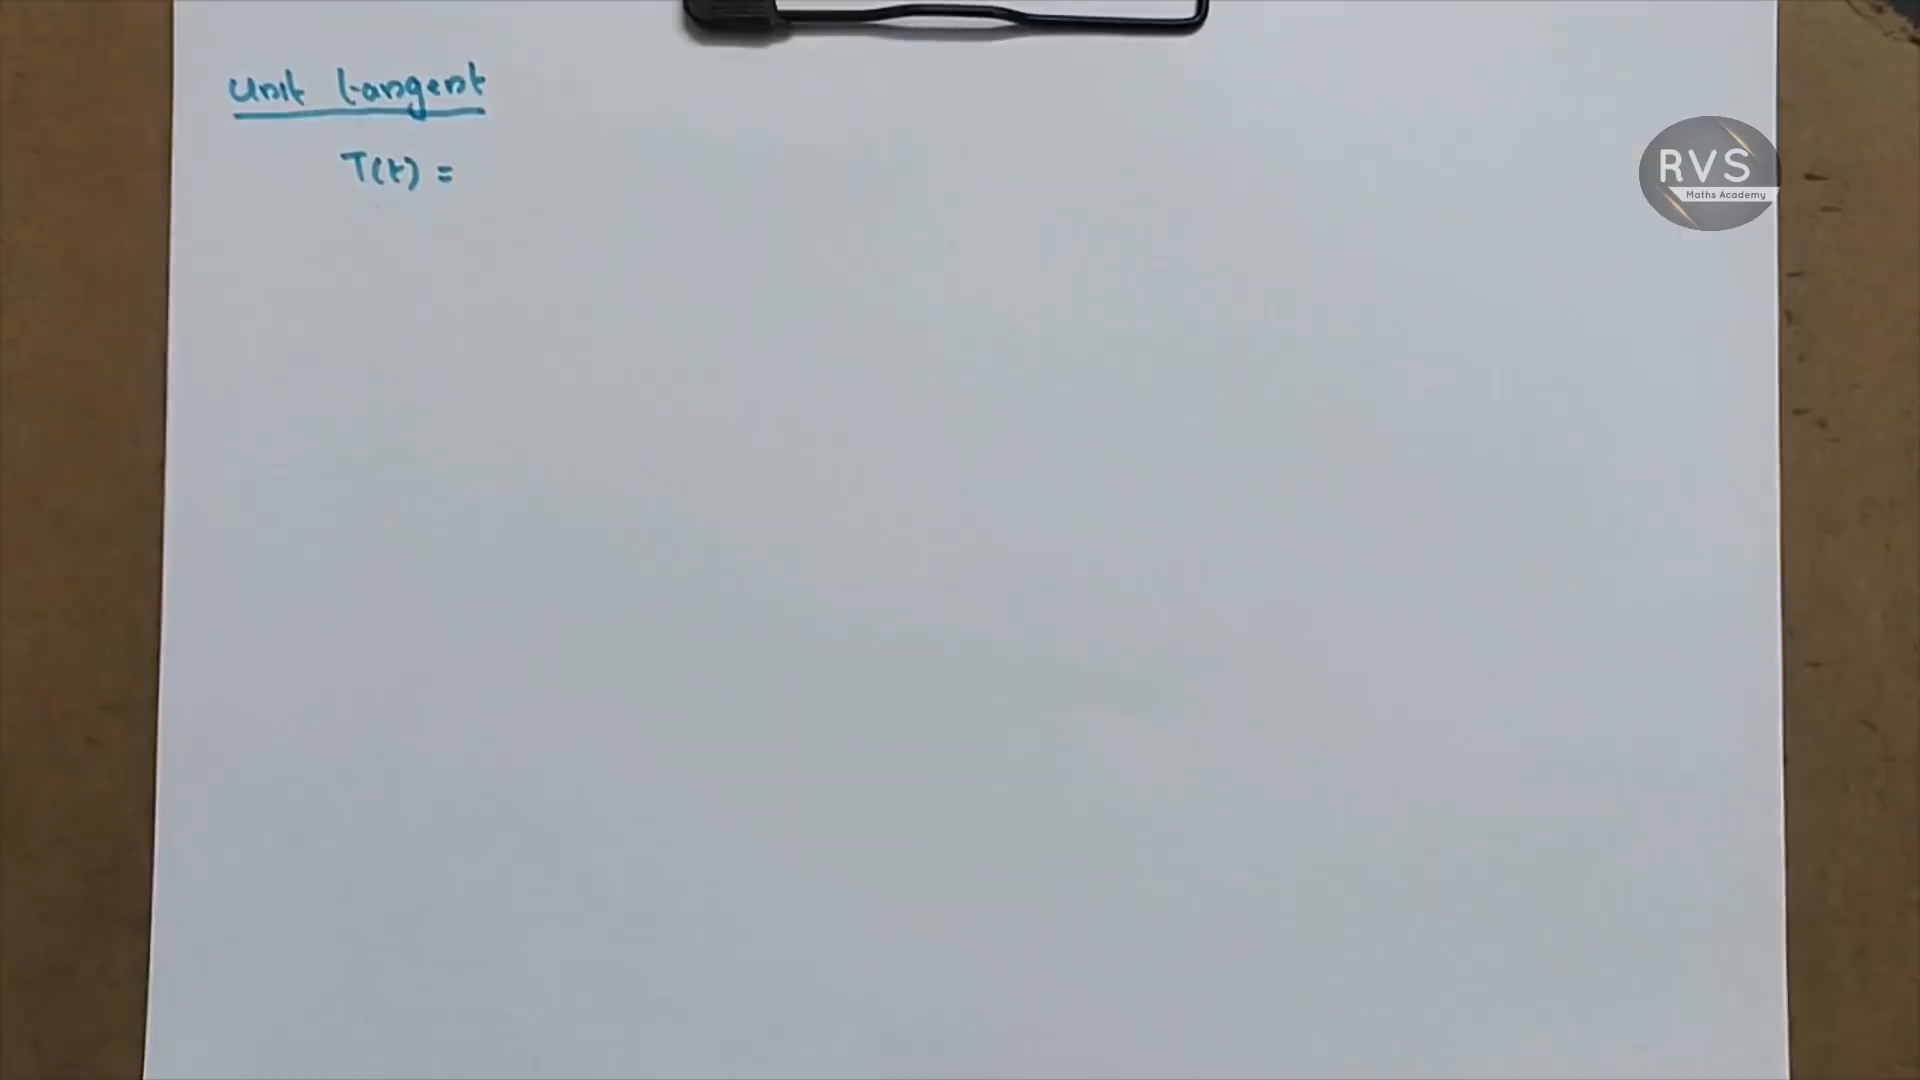 Unit tangent
T(t) =
RVS
Maths Academy